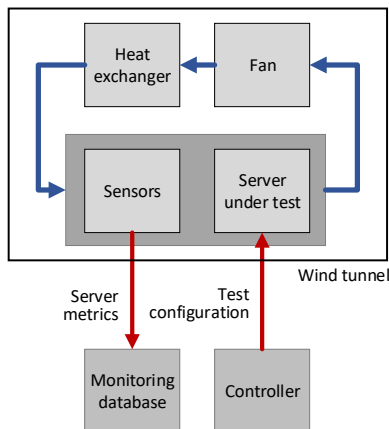 Heat
exchanger
Fan
Sensors
Server
under test
Wind tunnel
Server
metrics
Test
configuration
Monitoring
database
Controller